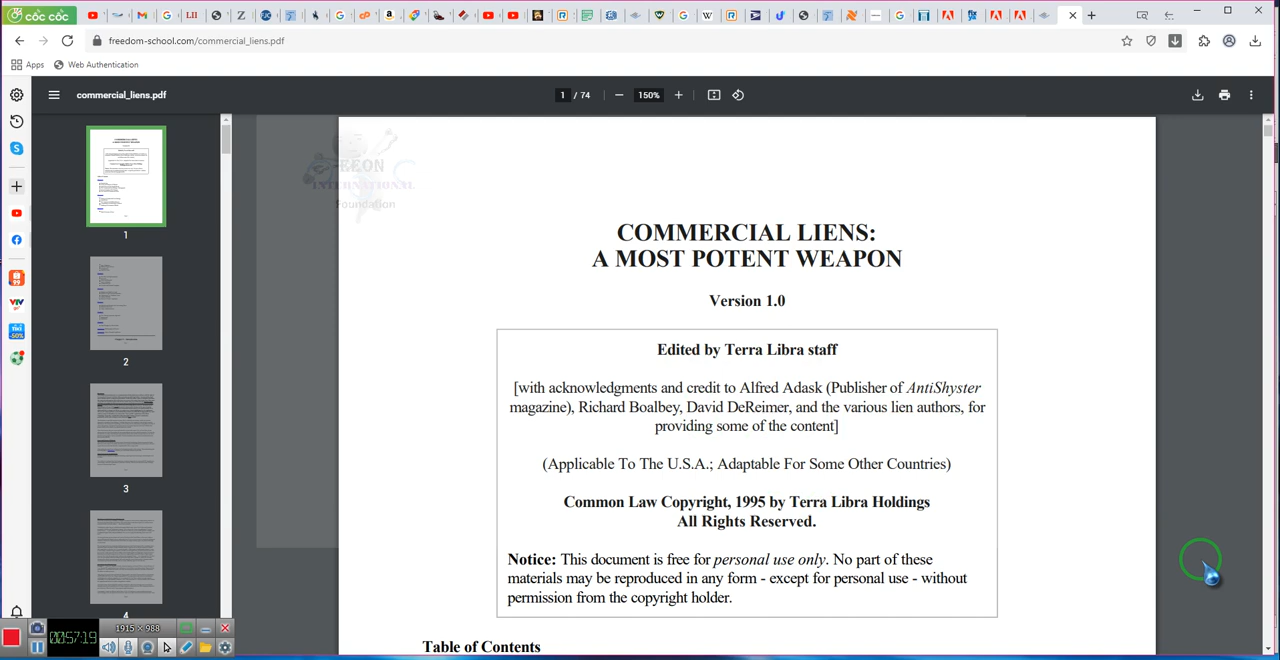 cốc cốc
freedom-school.com/commercial_liens.pdf
Apps
Web Authentication
commercial_liens.pdf
1 / 74
150%
INTERNATIONAL
Foundation
COMMERCIAL LIENS:
A MOST POTENT WEAPON
Version 1.0
Edited by Terra Libra staff
[with acknowledgments and credit to Alfred Adask (Publisher of AntiShyster
magazine), Richard Boalbey, David DeReimer, and the various lien authors, for
providing some of the content]
(Applicable To The U.S.A.; Adaptable For Some Other Countries)
Common Law Copyright, 1995 by Terra Libra Holdings
All Rights Reserved.
Notice: This document is free for personal use only. No part of these
materials may be reproduced in any form - except for personal use - without
permission from the copyright holder.
Table of Contents
1
2
3
4
1915 × 988
00:57:19